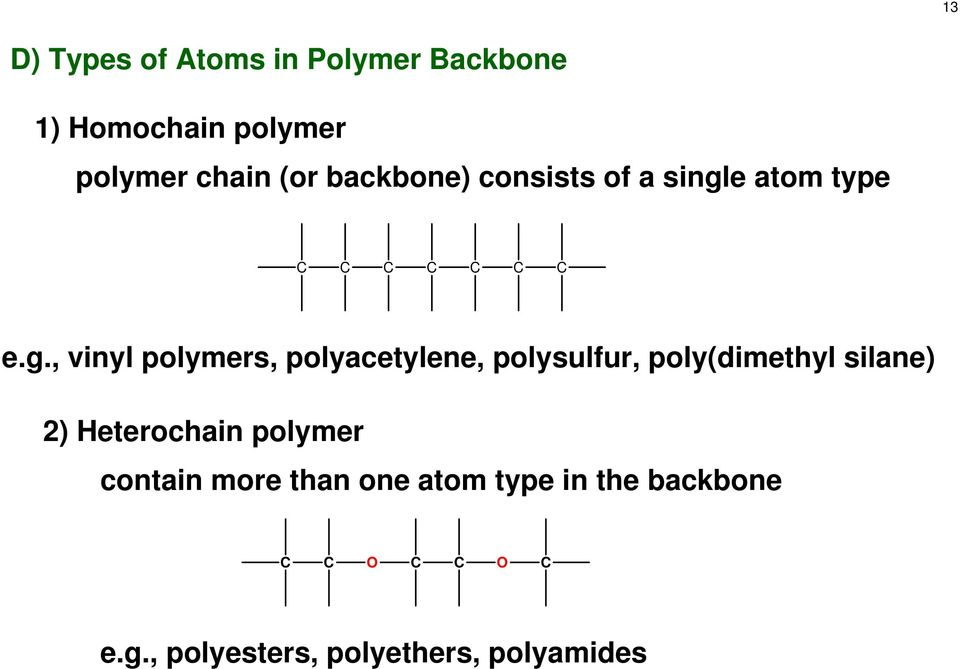 13
D) Types of Atoms in Polymer Backbone
1) Homochain polymer
polymer chain (or backbone) consists of a single atom type
C C C C C C C
e.g., vinyl polymers, polyacetylene, polysulfur, poly(dimethyl silane)
2) Heterochain polymer
contain more than one atom type in the backbone
C C O C C O C
e.g., polyesters, polyethers, polyamides